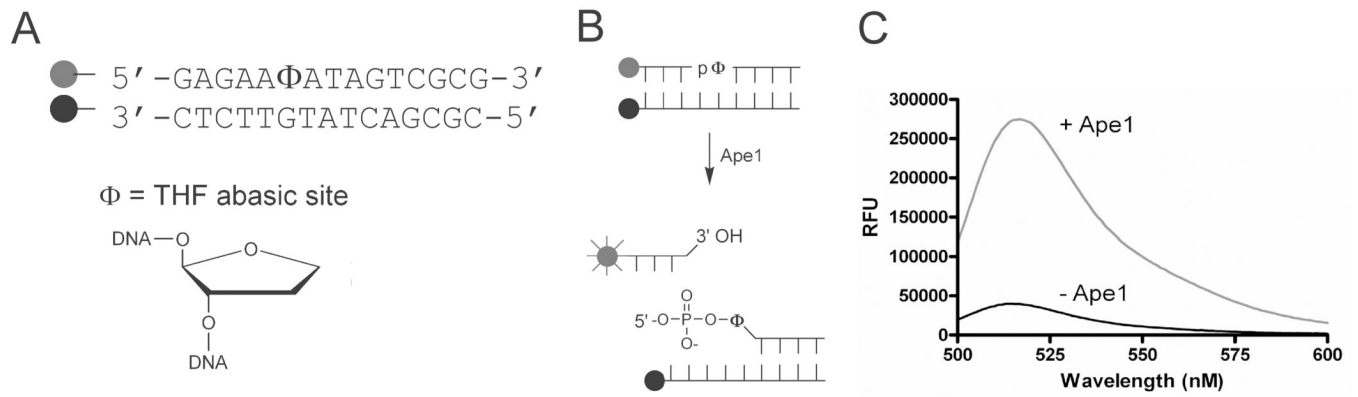 A
5′ -GAGAAΦATAGTCGCG-3′
3′ -CTCTTGTATCAGCGC-5′
Φ = THF abasic site
DNA
O
O
O
DNA
B
pΦ
Ape1
3' OH
O
5' -O-P-O-Φ
O-
C
300000
250000
200000
150000
100000
50000
0
RFU
+ Ape1
- Ape1
500
525
550
575
600
Wavelength (nM)